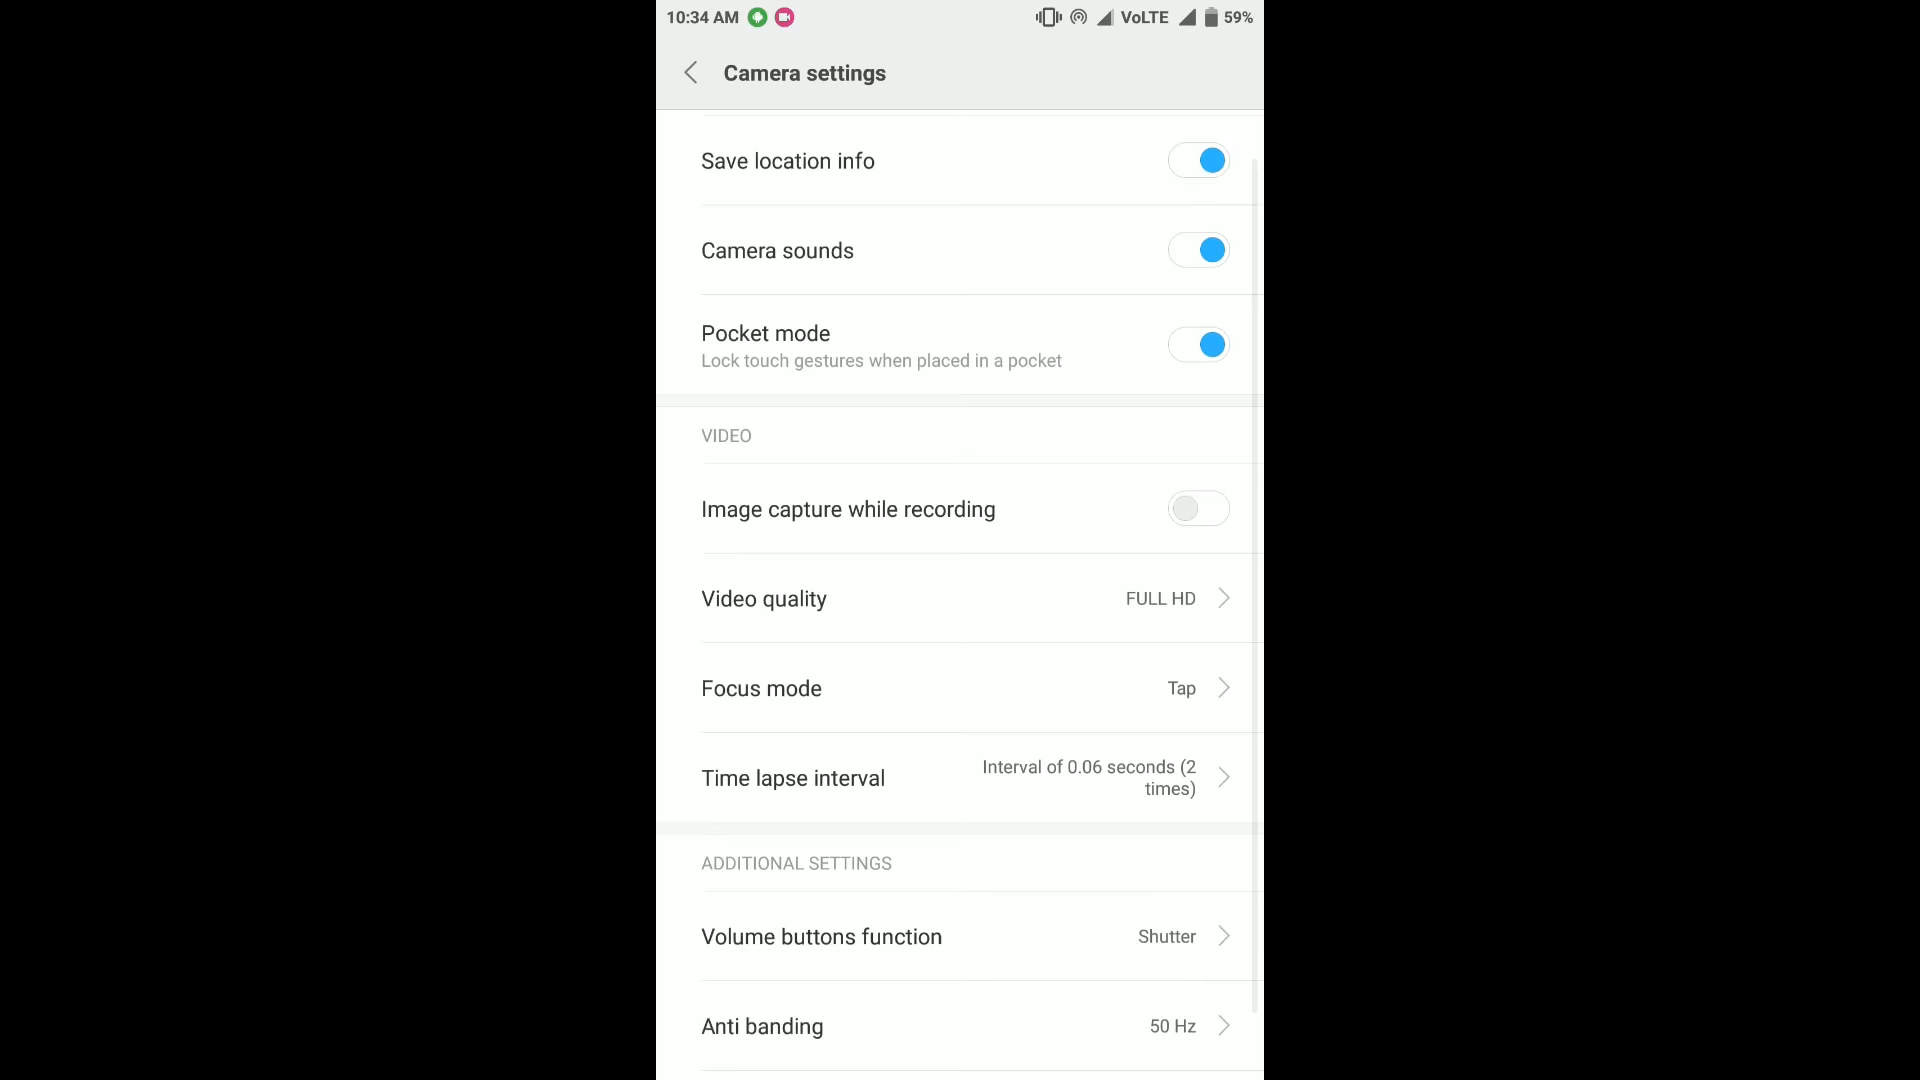 10:34 AM VoLTE 59%
Camera settings
Save location info
Camera sounds
Pocket mode
Lock touch gestures when placed in a pocket
VIDEO
Image capture while recording
Video quality FULL HD
Focus mode Tap
Time lapse interval Interval of 0.06 seconds (2
times)
ADDITIONAL SETTINGS
Volume buttons function Shutter
Anti banding 50 Hz